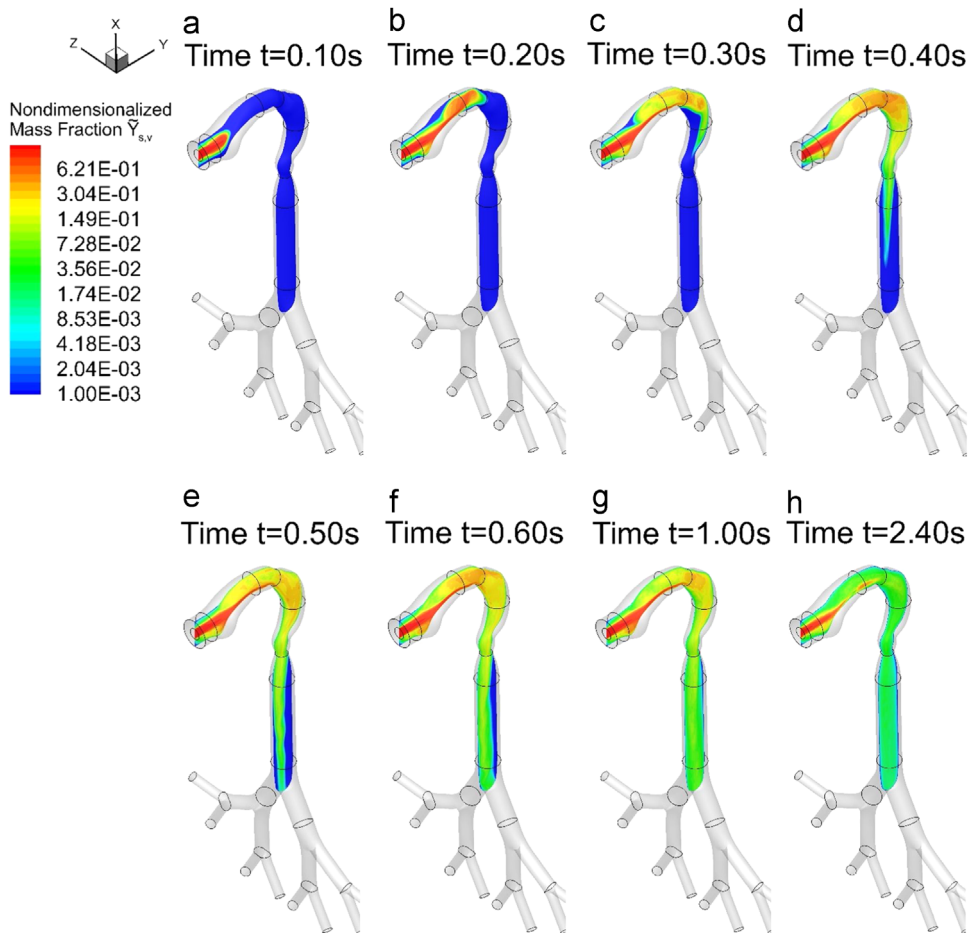 a
Time t=0.10s
b
Time t=0.20s
c
Time t=0.30s
d
Time t=0.40s
X
Z
Y
Nondimensionalized
Mass Fraction Ỹs,v
6.21E-01
3.04E-01
1.49E-01
7.28E-02
3.56E-02
1.74E-02
8.53E-03
4.18E-03
2.04E-03
1.00E-03
e
Time t=0.50s
f
Time t=0.60s
g
Time t=1.00s
h
Time t=2.40s